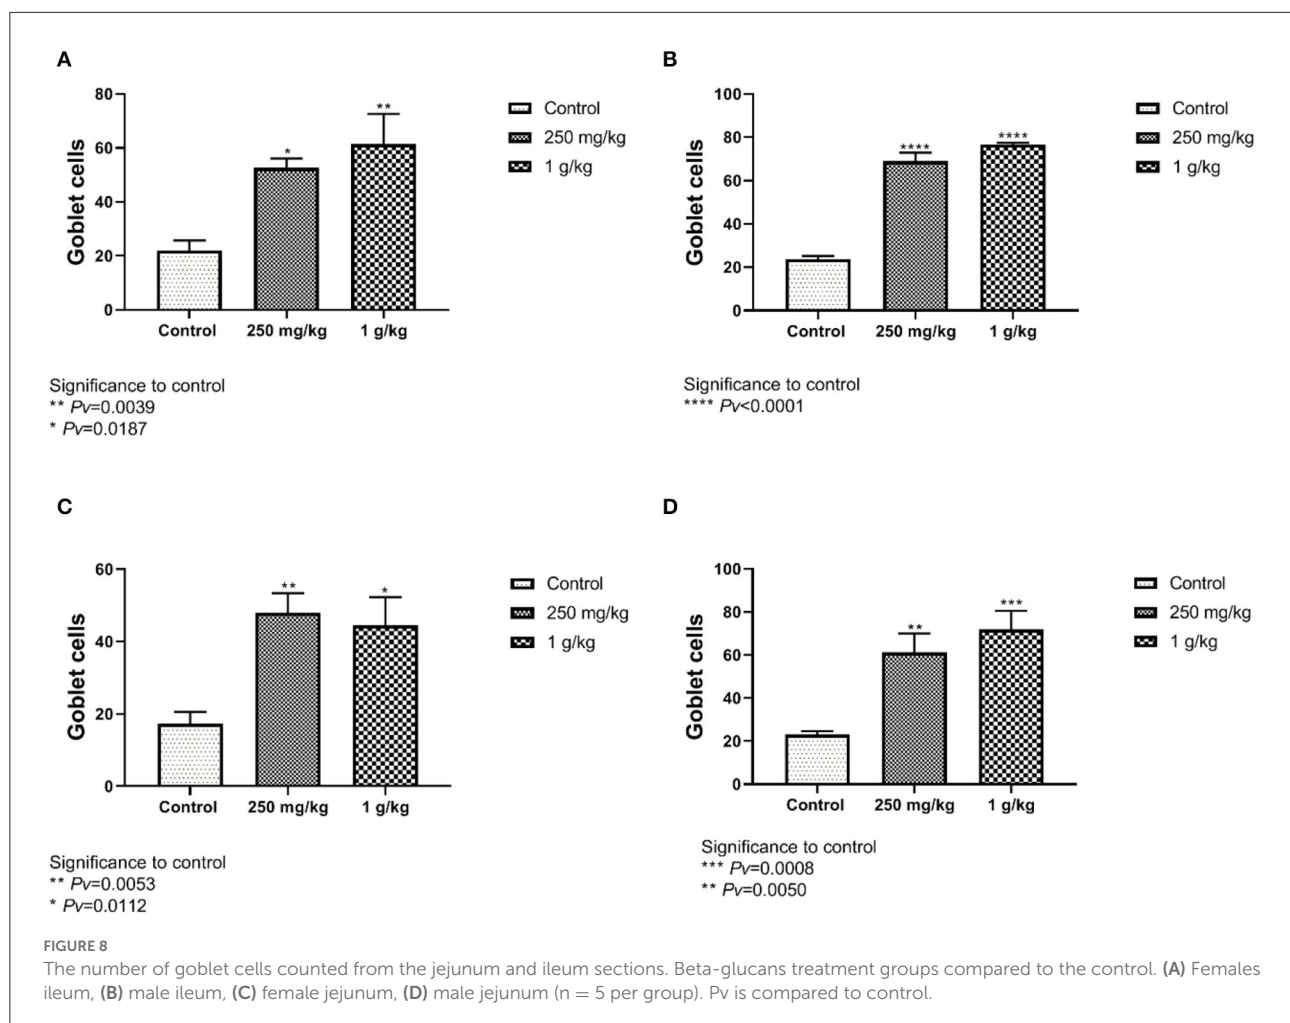 A
80
60
40
20
0
Goblet cells
*
**
Control
250 mg/kg
1 g/kg
Control
250 mg/kg
1 g/kg
Significance to control
** Pv=0.0039
* Pv=0.0187
B
100
80
60
40
20
0
Goblet cells
****
****
Control
250 mg/kg
1 g/kg
Control
250 mg/kg
1 g/kg
Significance to control
**** Pv<0.0001
C
60
40
20
0
Goblet cells
**
*
Control
250 mg/kg
1 g/kg
Control
250 mg/kg
1 g/kg
Significance to control
** Pv=0.0053
* Pv=0.0112
D
100
80
60
40
20
0
Goblet cells
**
***
Control
250 mg/kg
1 g/kg
Control
250 mg/kg
1 g/kg
Significance to control
*** Pv=0.0008
** Pv=0.0050
FIGURE 8
The number of goblet cells counted from the jejunum and ileum sections. Beta-glucans treatment groups compared to the control. (A) Females
ileum, (B) male ileum, (C) female jejunum, (D) male jejunum (n = 5 per group). Pv is compared to control.